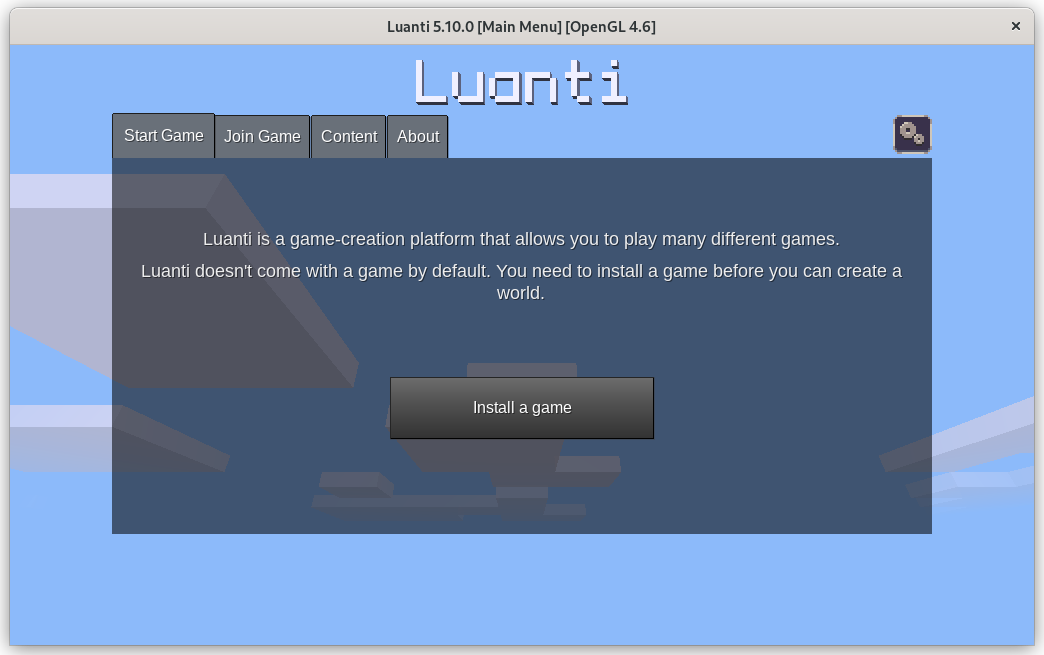 Luanti 5.10.0 [Main Menu] [OpenGL 4.6]
Luanti
Start Game
Join Game
Content
About
Luanti is a game-creation platform that allows you to play many different games.
Luanti doesn't come with a game by default. You need to install a game before you can create a
world.
Install a game